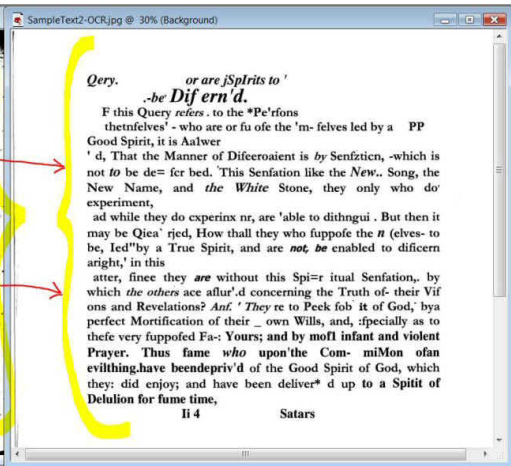 SampleText2-OCR.jpg @ 30% (Background)
Qery. or are jSpIrits to '
.-be' Dif ern'd.
F this Query refers . to the *Pe'rfons
thetnfelves' - who are or fu ofe the 'm- felves led by a PP
Good Spirit, it is Aa1wer
' d, That the Manner of Difceroaient is by Senfzticn, -which is
not to be de= fcr bed. 'This Senfation like the New.. Song, the
New Name, and the White Stone, they only who do'
experiment,
ad while they do cxperinx nr, are 'able to dithngui . But then it
may be Qiea' rjed, How thall they who fuppofe the n (elves- to
be, Ied"by a True Spirit, and are not, be enabled to dificern
aright,' in this
atter, finee they are without this Spi=r itual Senfation,. by
which the others ace aflur'.d concerning the Truth of- their Vif
ons and Revelations? Anf. ' They re to Peek fob' it of God,' bya
perfect Mortification of their _ own Wills, and, :fpecially as to
thefe very fuppofed Fa-: Yours; and by mof1 infant and violent
Prayer. Thus fame who upon'the Com- miMon ofan
evilthing.have beendepriv'd of the Good Spirit of God, which
they: did enjoy; and have been deliver* d up to a Spitit of
Delulion for fume time,
Ii 4 Satars